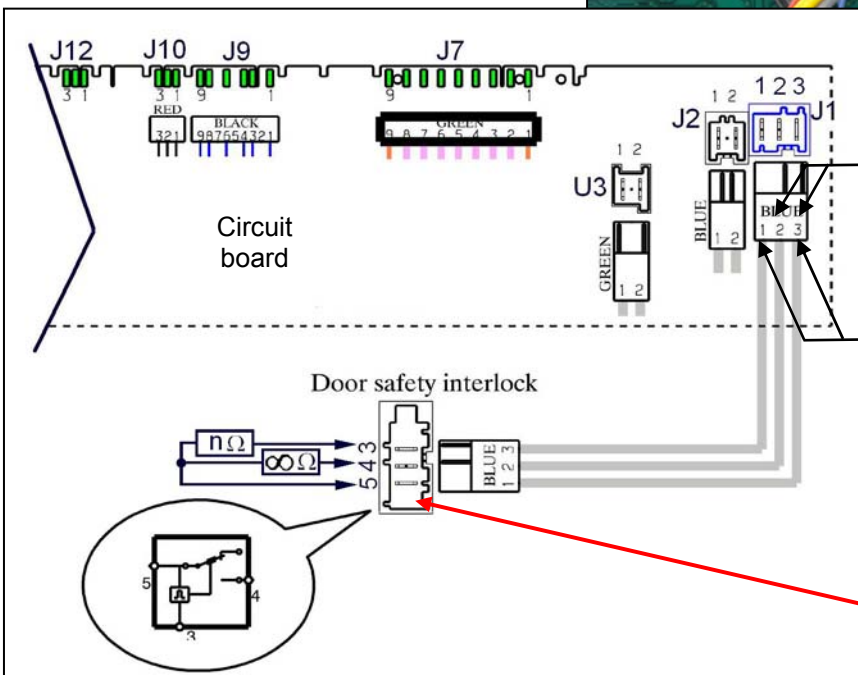 J12 J10 J9 J7
3 1 3 1 9 1 9 1
RED BLACK GREEN
321 987654321 9 8 7 6 5 4 3 2 1
1 2 1 2 3
J2 J1
1 2
U3
BLUE BLUE
1 2 1 2 3
GREEN
1 2
Circuit
board
Door safety interlock
nΩ 3
∞Ω 4
5
BLUE
1 2 3
5 4
3